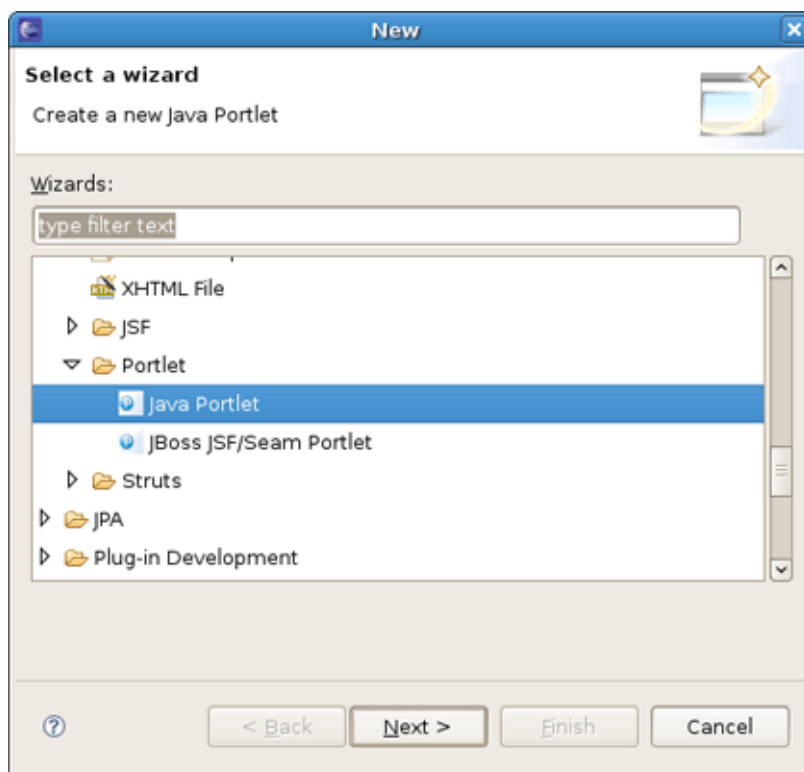 New
Select a wizard
Create a new Java Portlet
Wizards:
type filter text
XHTML File
JSF
Portlet
Java Portlet
JBoss JSF/Seam Portlet
Struts
JPA
Plug-in Development
< Back Next > Finish Cancel